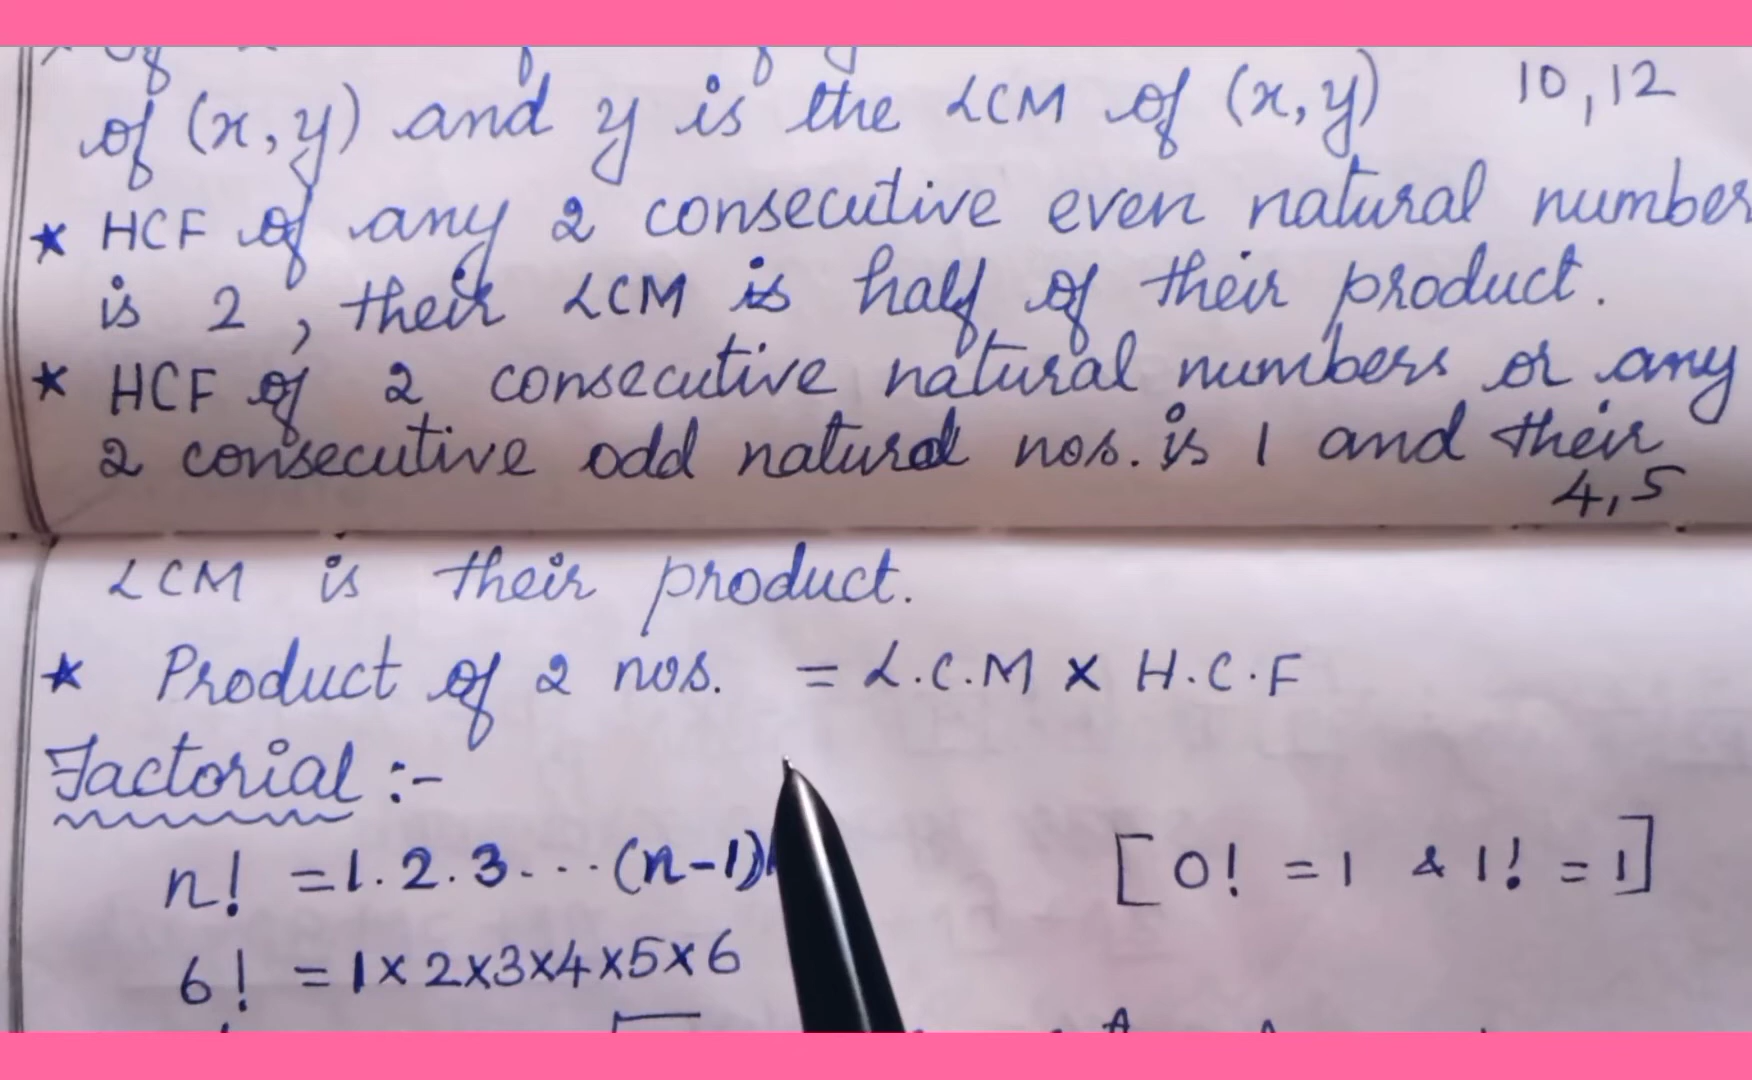 of (x, y) and y is the LCM of (x, y) 10, 12
★ HCF of any 2 consecutive even natural number
is 2, their LCM is half of their product.
★ HCF of 2 consecutive natural numbers or any
2 consecutive odd natural nos. is 1 and their
4, 5
LCM is their product.
★ Product of 2 nos. = L.C.M × H.C.F
Factorial :-
n! = 1.2.3.... (n-1) [0! = 1 & 1! = 1]
6! = 1×2×3×4×5×6